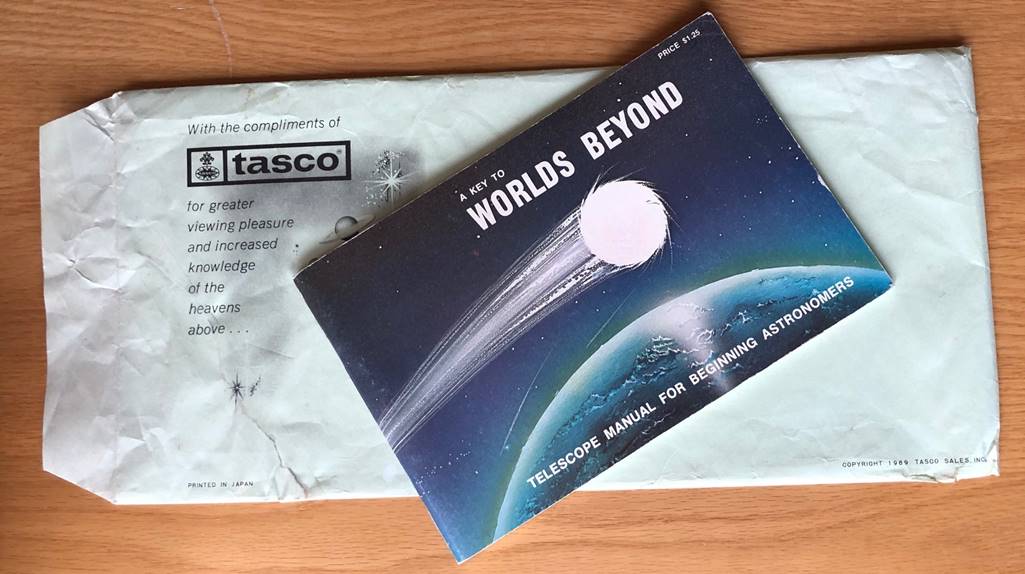 With the compliments of
tasco®
for greater
viewing pleasure
and increased
knowledge
of the
heavens
above . . .
PRINTED IN JAPAN
PRICE $1.25
A KEY TO
WORLDS BEYOND
TELESCOPE MANUAL FOR BEGINNING ASTRONOMERS
COPYRIGHT 1969 TASCO SALES, INC.